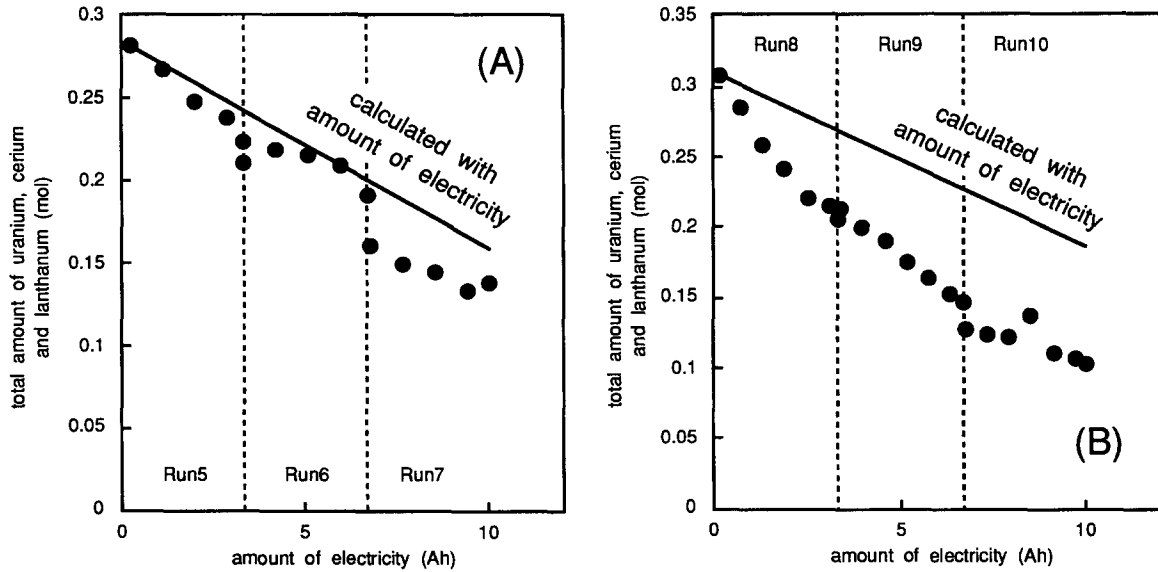 total amount of uranium, cerium
and lanthanum (mol)
0.3
0.25
0.2
0.15
0.1
0.05
0
(A)
calculated with
amount of electricity
Run5
Run6
Run7
0
5
10
amount of electricity (Ah)
total amount of uranium, cerium
and lanthanum (mol)
0.35
0.3
0.25
0.2
0.15
0.1
0.05
0
Run8
Run9
Run10
calculated with
amount of electricity
(B)
0
5
10
amount of electricity (Ah)